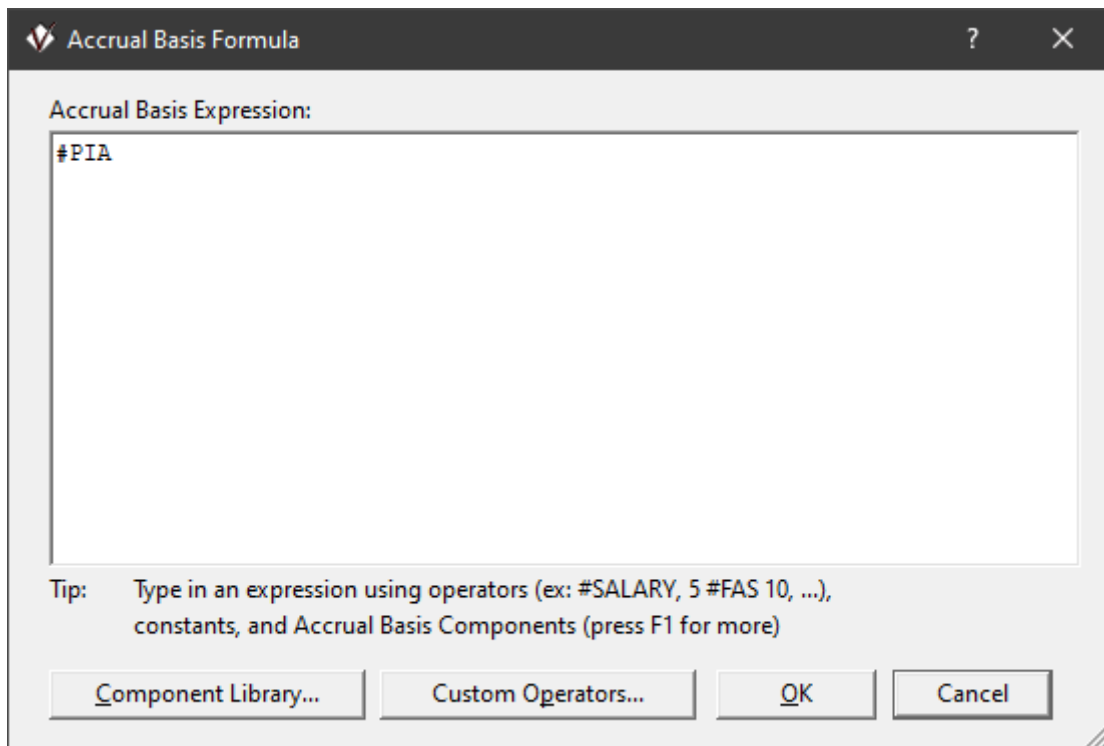 Accrual Basis Formula ?
Accrual Basis Expression:
#PIA
Tip: Type in an expression using operators (ex: #SALARY, 5 #FAS 10, ...),
constants, and Accrual Basis Components (press F1 for more)
Component Library... Custom Operators... OK Cancel